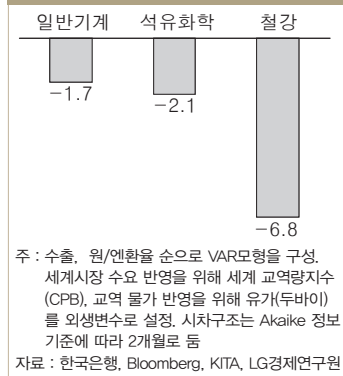 일반기계 석유화학 철강
-1.7
-2.1
-6.8
주 : 수출, 원/엔환율 순으로 VAR모형을 구성.
세계시장 수요 반영을 위해 세계 교역량지수
(CPB), 교역 물가 반영을 위해 유가(두바이)
를 외생변수로 설정. 시차구조는 Akaike 정보
기준에 따라 2개월로 둠
자료 : 한국은행, Bloomberg, KITA, LG경제연구원